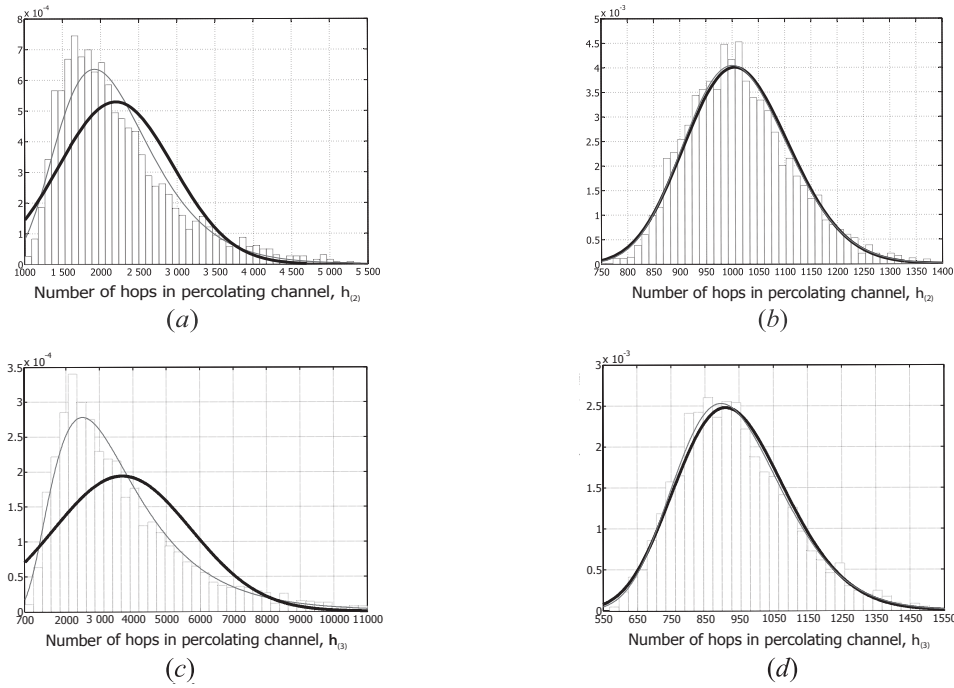 x 10⁻⁴
8
7
6
5
4
3
2
1
0
1000 1 500 2000 2 500 3 000 3 500 4 000 4 500 5 000 5 500
Number of hops in percolating channel, h(2)
(a)
x 10⁻³
5
4.5
4
3.5
3
2.5
2
1.5
1
0.5
0
750 800 850 900 950 1000 1050 1100 1150 1200 1250 1300 1350 1400
Number of hops in percolating channel, h(2)
(b)
x 10⁻⁴
3.5
3
2.5
2
1.5
1
0.5
0
700 2000 3 000 4000 5000 6000 7000 8000 9000 10000 11000
Number of hops in percolating channel, h(3)
(c)
x 10⁻³
3
2.5
2
1.5
1
0.5
0
550 650 750 850 950 1050 1150 1250 1350 1450 1550
Number of hops in percolating channel, h(3)
(d)